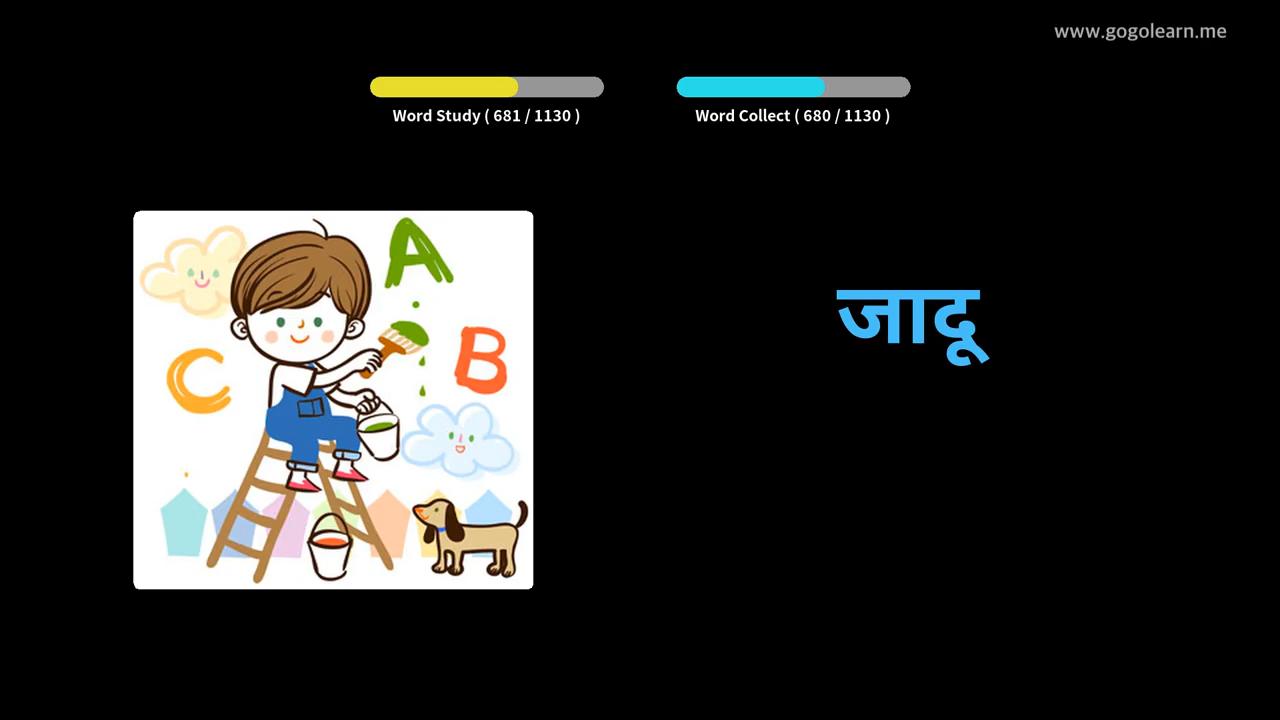 www.gogolearn.me
Word Study ( 681 / 1130 )
Word Collect ( 680 / 1130 )
A
B
C
जादू